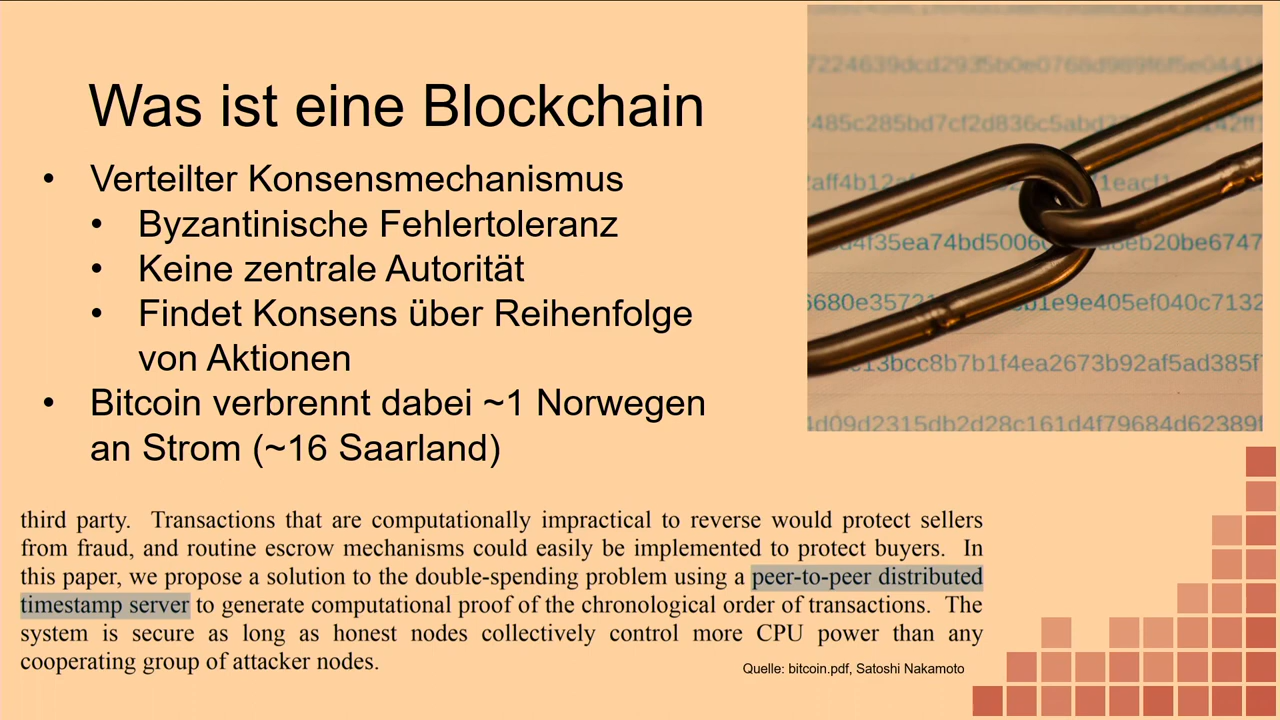 Was ist eine Blockchain
• Verteilter Konsensmechanismus
• Byzantinische Fehlertoleranz
• Keine zentrale Autorität
• Findet Konsens über Reihenfolge
von Aktionen
• Bitcoin verbrennt dabei ~1 Norwegen
an Strom (~16 Saarland)
third party. Transactions that are computationally impractical to reverse would protect sellers
from fraud, and routine escrow mechanisms could easily be implemented to protect buyers. In
this paper, we propose a solution to the double-spending problem using a peer-to-peer distributed
timestamp server to generate computational proof of the chronological order of transactions. The
system is secure as long as honest nodes collectively control more CPU power than any
cooperating group of attacker nodes.
Quelle: bitcoin.pdf, Satoshi Nakamoto